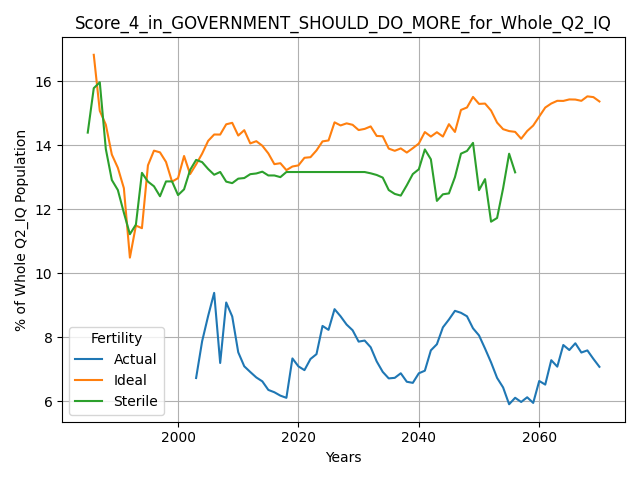 Score_4_in_GOVERNMENT_SHOULD_DO_MORE_for_Whole_Q2_IQ
% of Whole Q2_IQ Population
16
14
12
10
8
6
Fertility
Actual
Ideal
Sterile
2000 2020 2040 2060
Years